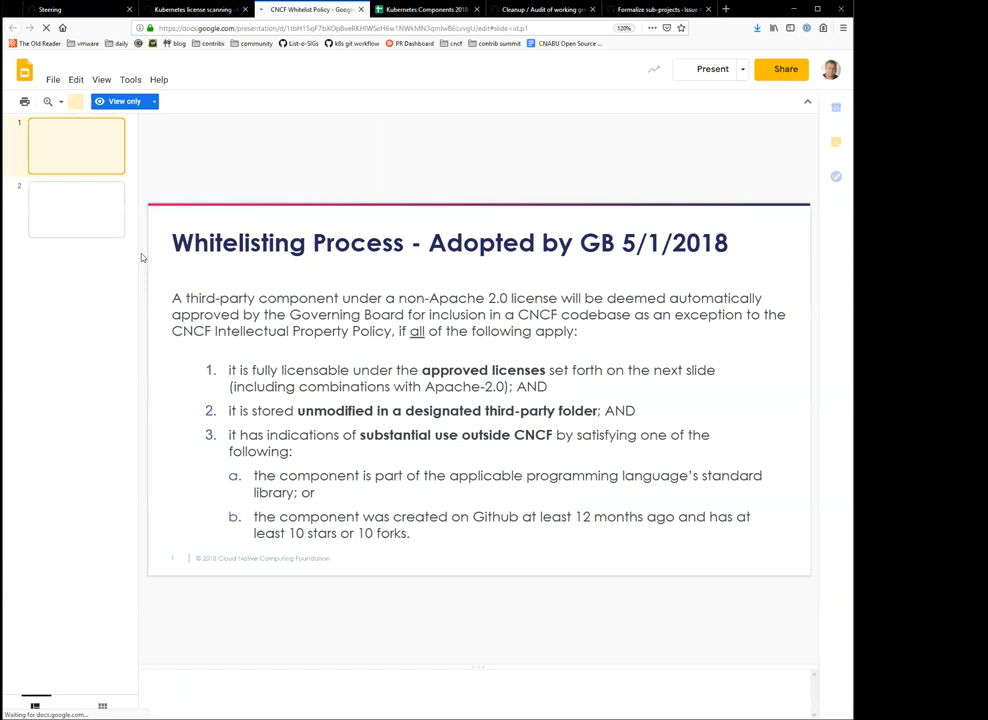 Steering
Kubernetes license scanning -
CNCF Whitelist Policy - Google
Kubernetes Components 2018
Cleanup / Audit of working gr
Formalize sub-projects · Issue
The Old Reader
vmware
daily
blog
contribs
community
List-o-SIGs
k8s git workflow
PR Dashboard
cncf
contrib summit
CNABU Open Source ...
120%
File Edit View Tools Help
Present
Share
View only
1
2
Whitelisting Process - Adopted by GB 5/1/2018
A third-party component under a non-Apache 2.0 license will be deemed automatically
approved by the Governing Board for inclusion in a CNCF codebase as an exception to the
CNCF Intellectual Property Policy, if all of the following apply:
1. it is fully licensable under the approved licenses set forth on the next slide
(including combinations with Apache-2.0); AND
2. it is stored unmodified in a designated third-party folder; AND
3. it has indications of substantial use outside CNCF by satisfying one of the
following:
a. the component is part of the applicable programming language's standard
library; or
b. the component was created on Github at least 12 months ago and has at
least 10 stars or 10 forks.
1 © 2018 Cloud Native Computing Foundation
Waiting for docs.google.com...